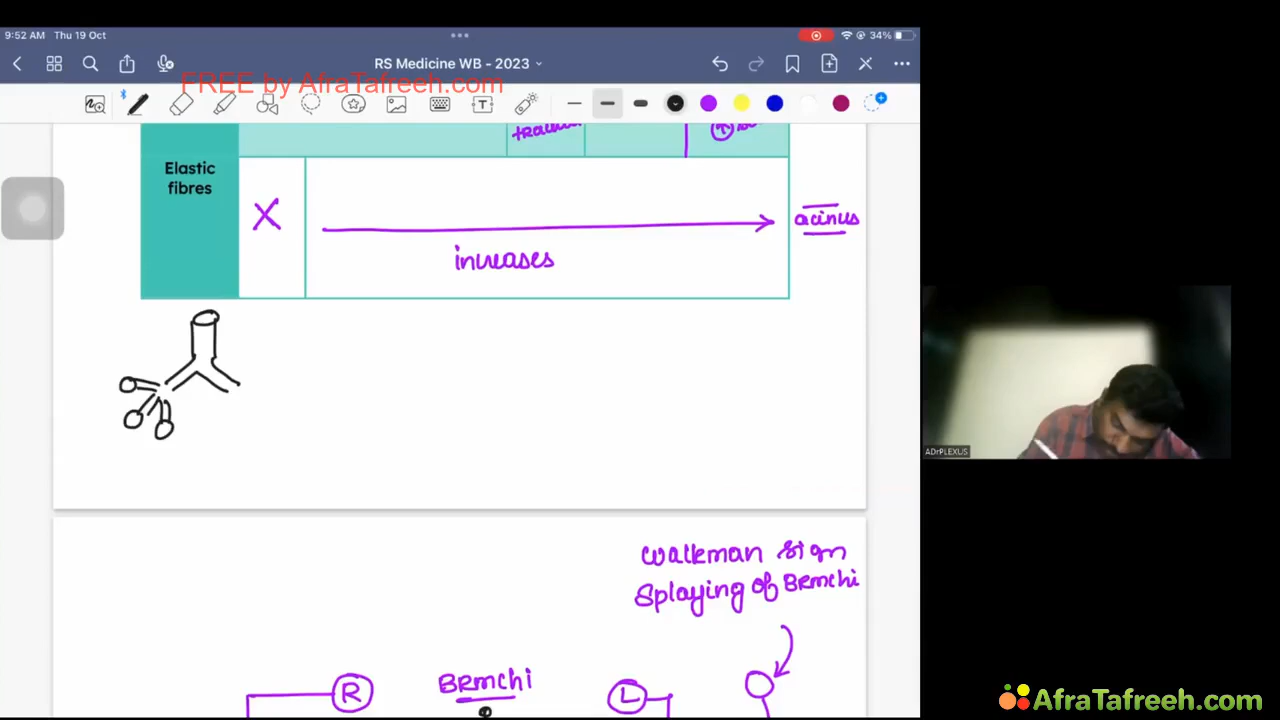 9:52 AM Thu 19 Oct
34%
RS Medicine WB - 2023
FREE by AfraTafreeh.com
T
Elastic
fibres
X
increases
acinus
Walkman sign
Splaying of Bronchi
R
Bronchi
L
ADrPLEXUS
AfraTafreeh.com